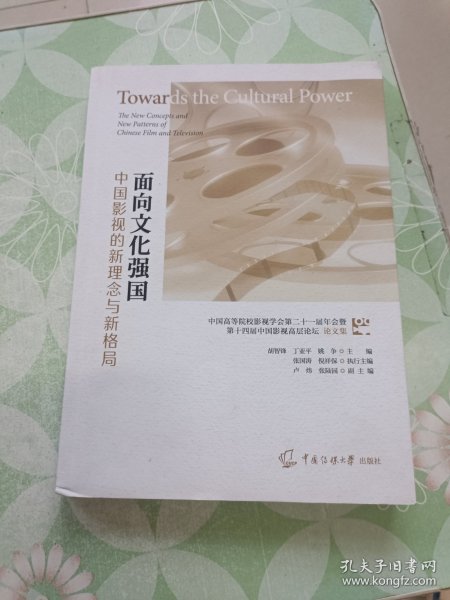 Towards the Cultural Power
The New Concepts and
New Patterns of
Chinese Film and Television
面向文化强国
中国影视的新理念与新格局
中国高等院校影视学会第二十一届年会暨
第十四届中国影视高层论坛 论文集
胡智锋 丁亚平 姚争 ○ 主编
张国涛 倪祥保 ○ 执行主编
卢炜 张陆园 ○ 副主编
中国传媒大学 出版社
孔夫子旧书网
www.kongfz.com